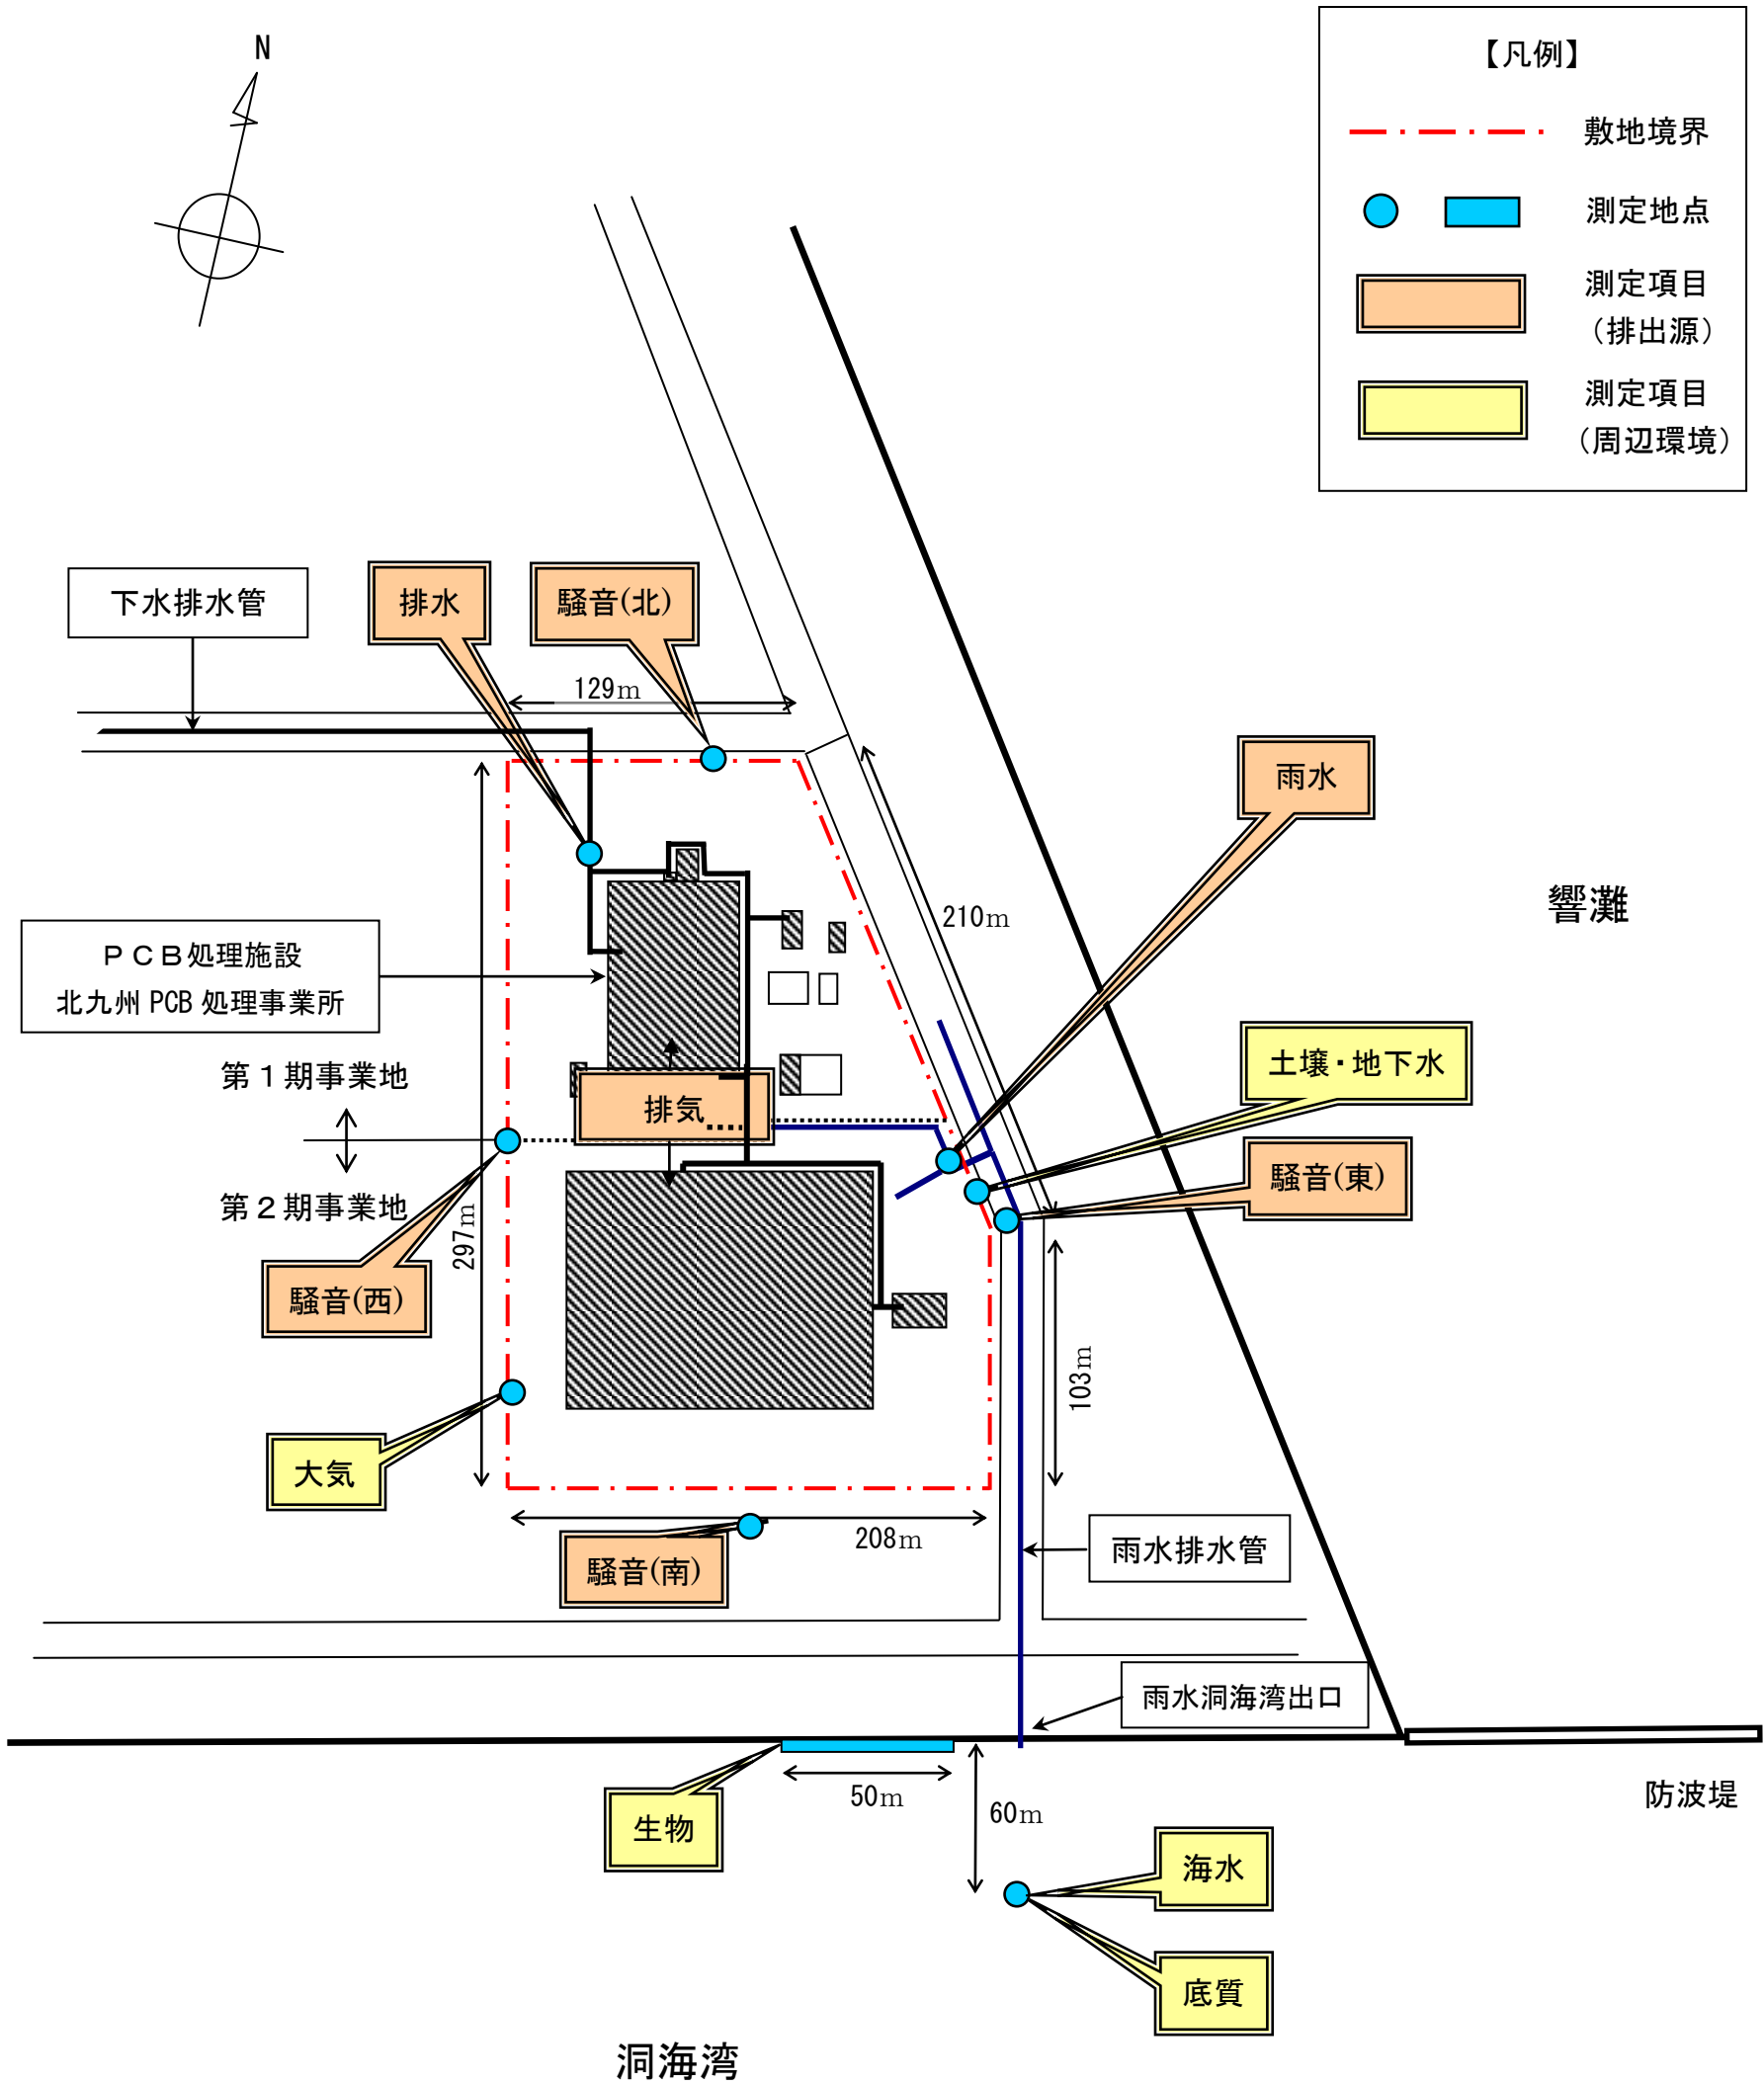 N
【凡例】
敷地境界
測定地点
測定項目
（排出源）
測定項目
（周辺環境）
下水排水管
排水
騒音(北)
129m
雨水
響灘
210m
ＰＣＢ処理施設
北九州 PCB 処理事業所
土壌・地下水
第１期事業地
排気
騒音(東)
第２期事業地
297m
騒音(西)
103m
大気
208m
騒音(南)
雨水排水管
雨水洞海湾出口
50m
60m
防波堤
生物
海水
底質
洞海湾